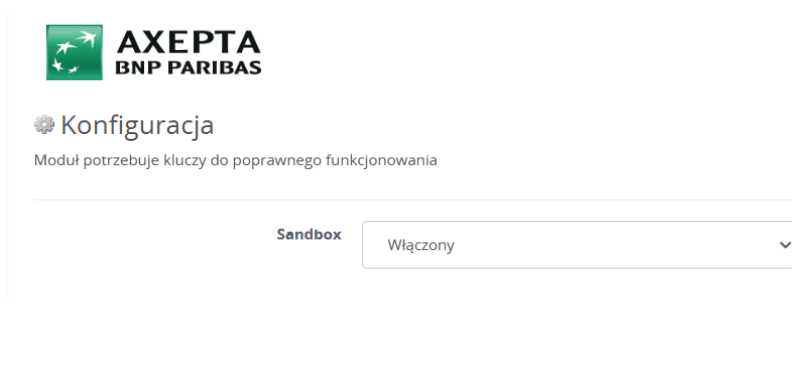 AXEPTA
BNP PARIBAS
Konfiguracja
Moduł potrzebuje kluczy do poprawnego funkcjonowania
Sandbox
Włączony